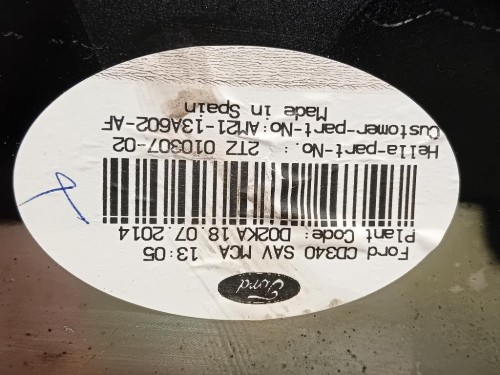 Ford
Ford CD340 SAV MCA 13:05
Plant Code: D02KA 18.07.2014
Hella-part-No.: 2TZ 010307-02
Customer-part-No:AM21-13A602-AF
Made in Spain